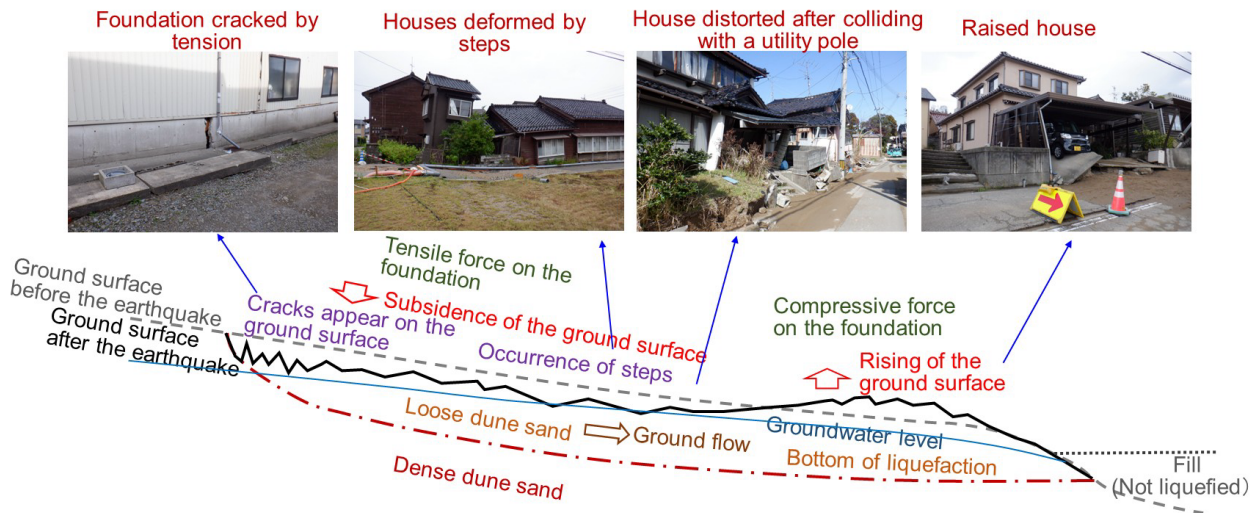 Foundation cracked by
tension
Houses deformed by
steps
House distorted after colliding
with a utility pole
Raised house
Tensile force on the
foundation
Ground surface
before the earthquake
Subsidence of the ground surface
Cracks appear on the
ground surface
Compressive force
on the foundation
Ground surface
after the earthquake
Occurrence of steps
Rising of the
ground surface
Loose dune sand
Ground flow
Groundwater level
Bottom of liquefaction
Dense dune sand
Fill
(Not liquefied)